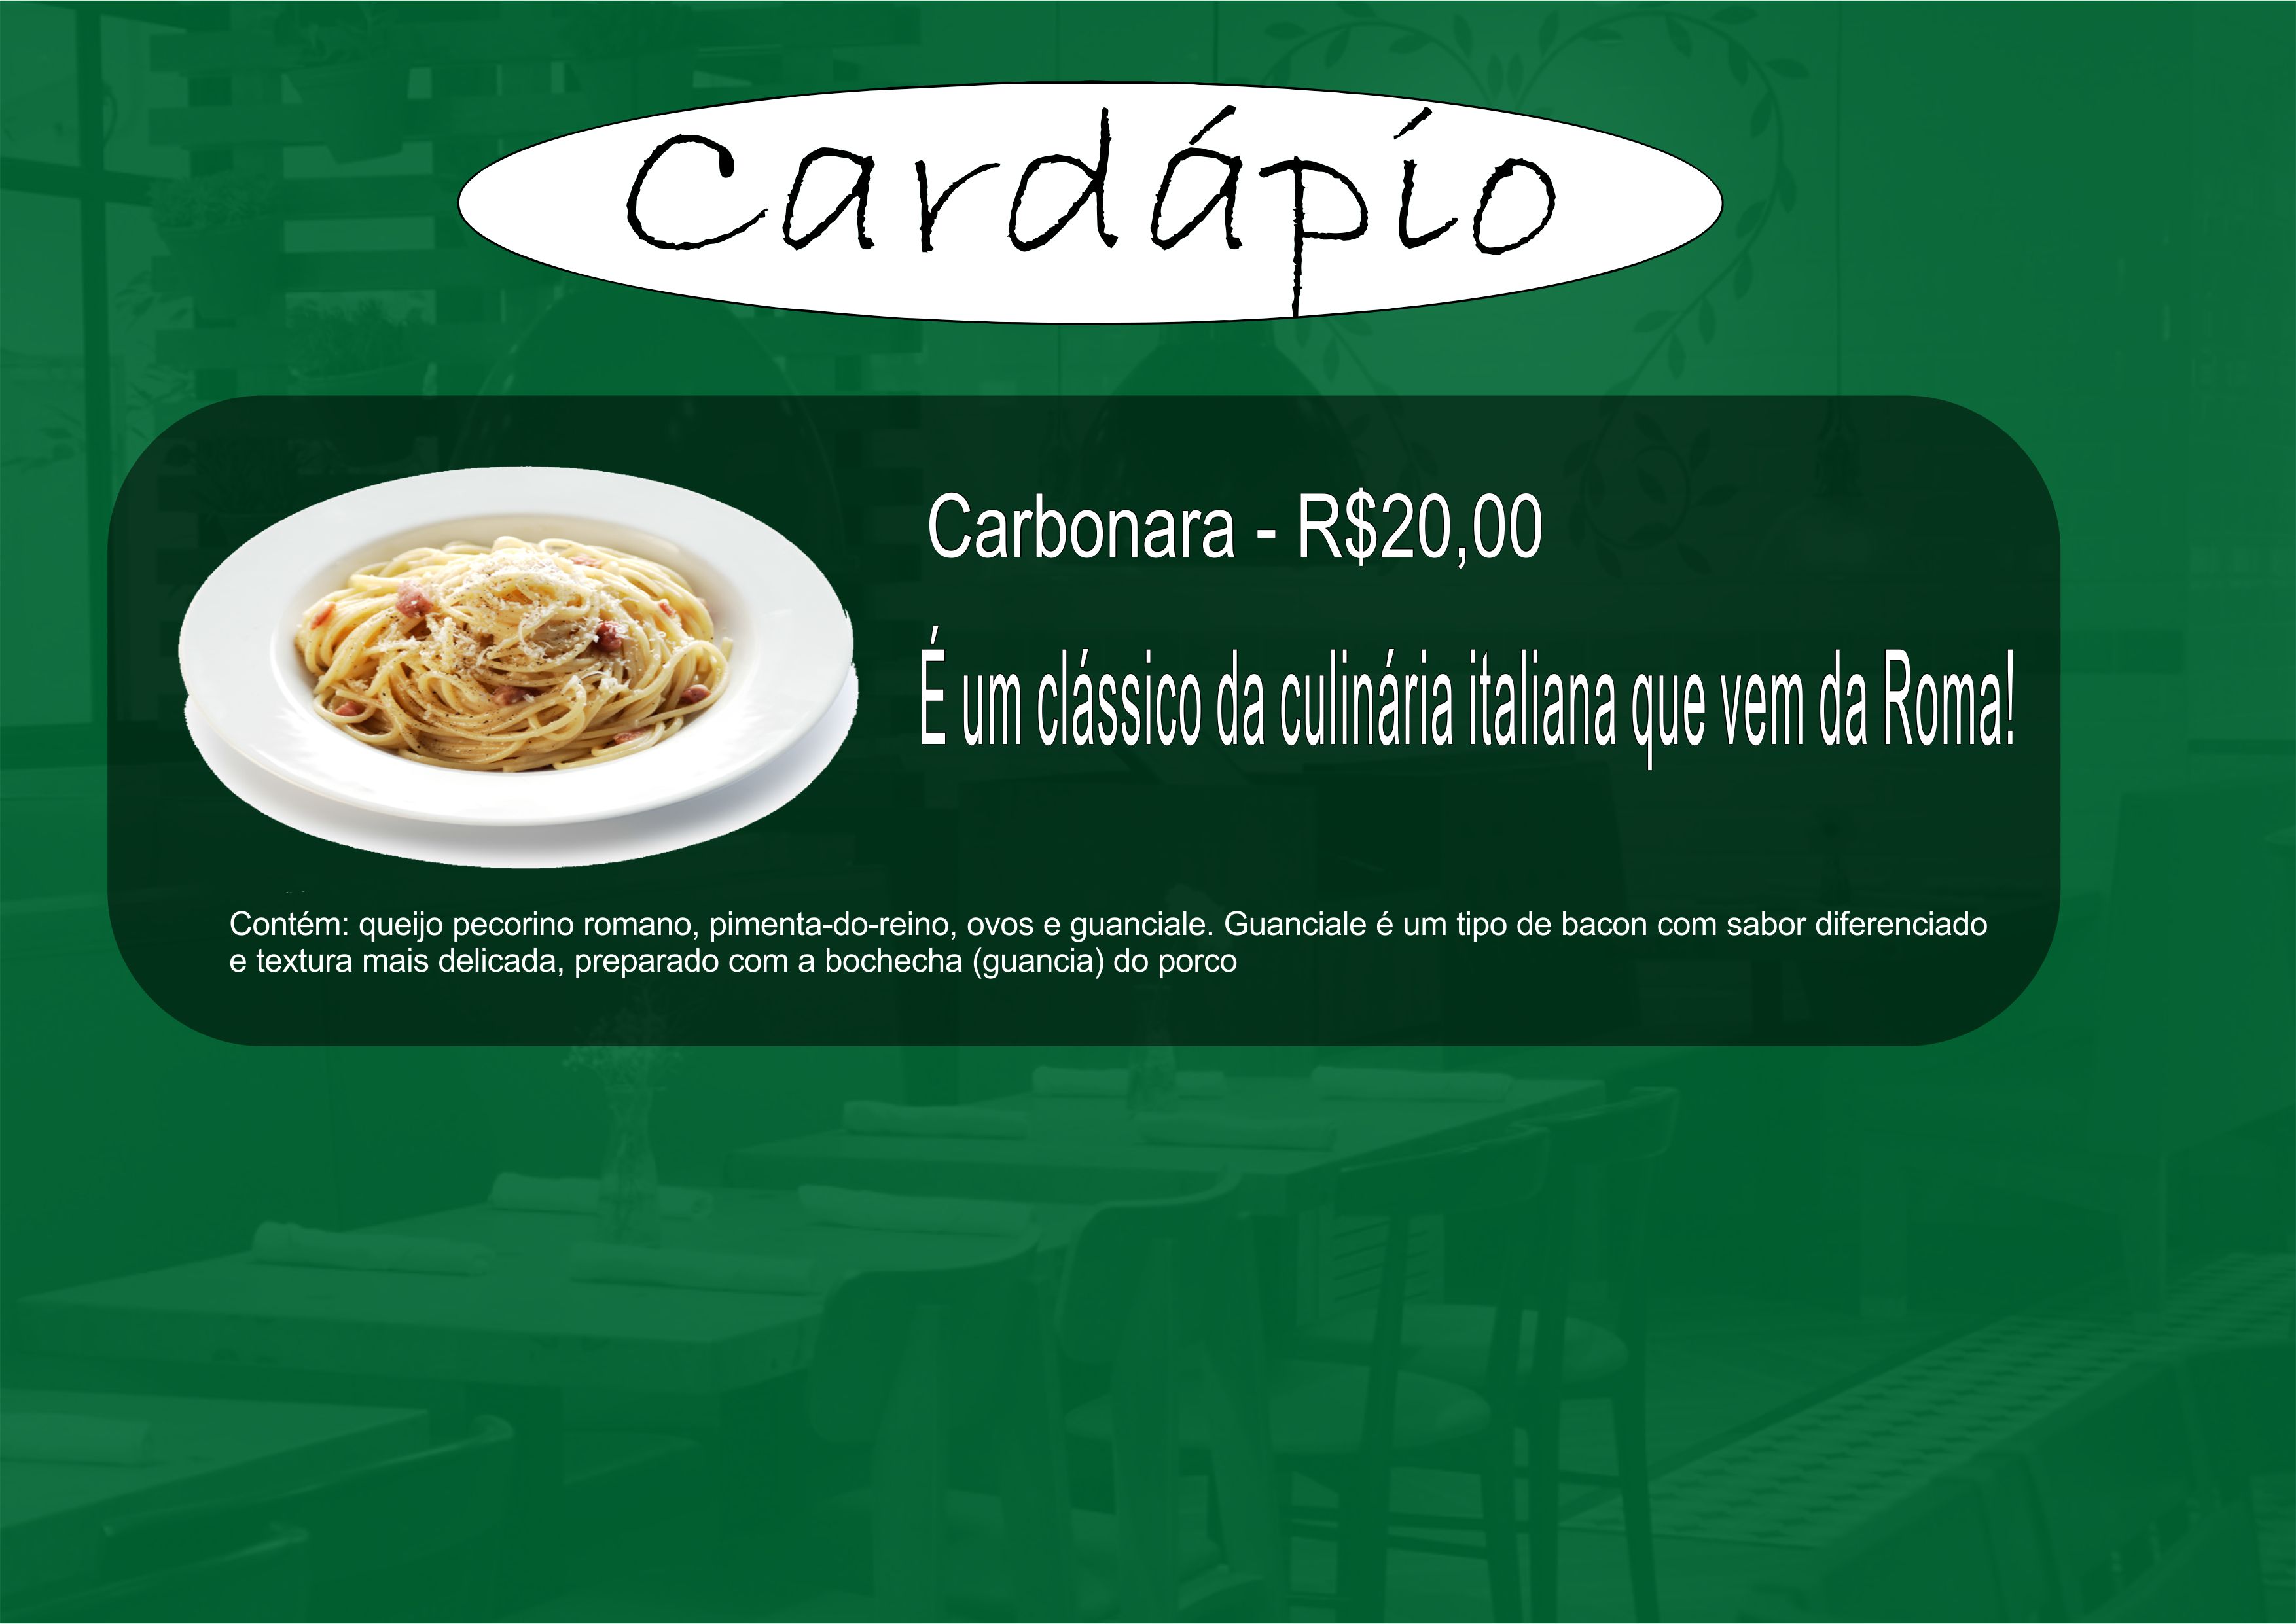 Cardápio
Carbonara - R$20,00
É um clássico da culinária italiana que vem da Roma!
Contém: queijo pecorino romano, pimenta-do-reino, ovos e guanciale. Guanciale é um tipo de bacon com sabor diferenciado
e textura mais delicada, preparado com a bochecha (guancia) do porco